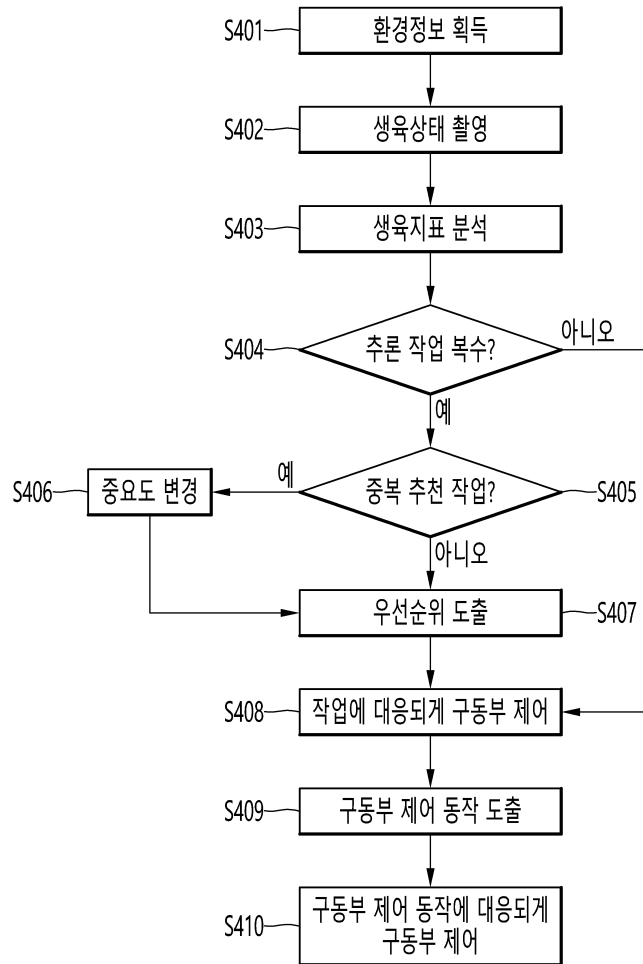 S401 환경정보 획득
S402 생육상태 촬영
S403 생육지표 분석
S404 추론 작업 복수? 아니오
예
S406 중요도 변경 예 중복 추천 작업? S405
아니오
우선순위 도출 S407
S408 작업에 대응되게 구동부 제어
S409 구동부 제어 동작 도출
S410 구동부 제어 동작에 대응되게
구동부 제어